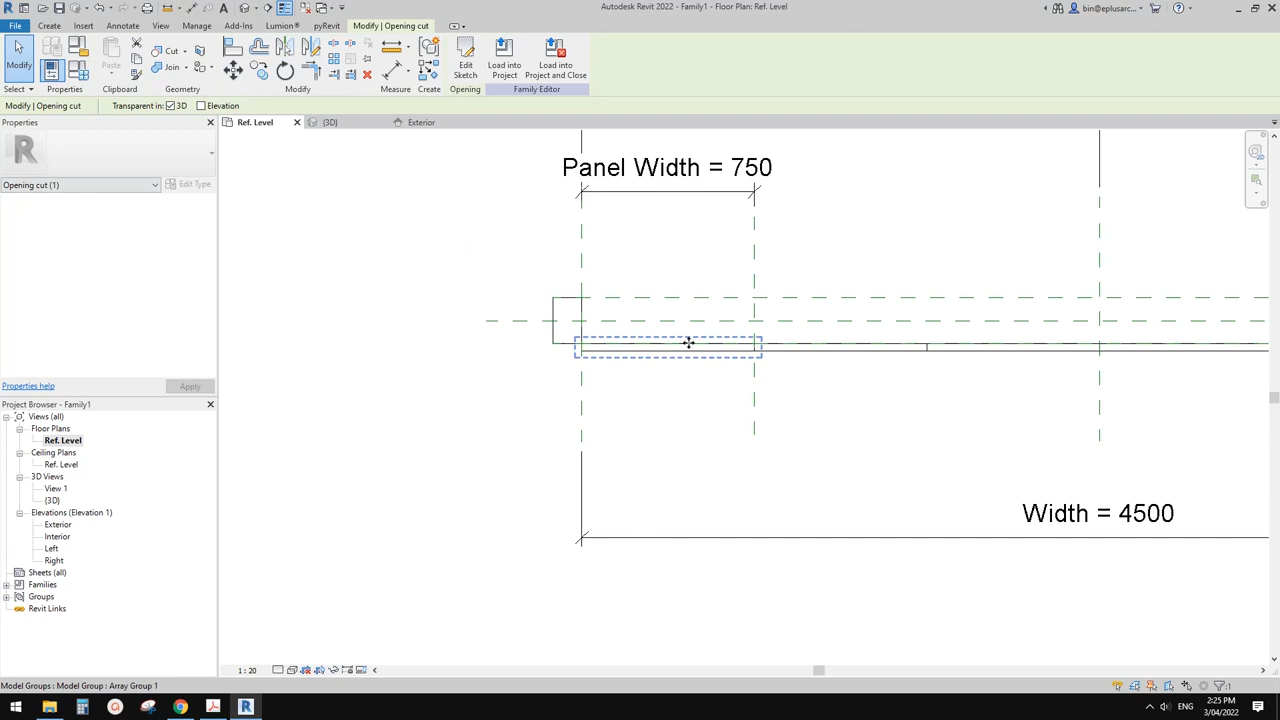 Autodesk Revit 2022 - Family1 - Floor Plan: Ref. Level
bin@eplusarc...
File Create Insert Annotate View Manage Add-Ins Lumion® pyRevit Modify | Opening cut
Modify
Paste
Cut
Join
Edit Sketch
Load into Project
Load into Project and Close
Select Properties Clipboard Geometry Modify Measure Create Opening Family Editor
Modify | Opening cut Transparent in: 3D Elevation
Properties
Ref. Level
{3D}
Exterior
Opening cut (1)
Edit Type
Properties help
Apply
Project Browser - Family1
Views (all)
Floor Plans
Ref. Level
Ceiling Plans
Ref. Level
3D Views
View 1
{3D}
Elevations (Elevation 1)
Exterior
Interior
Left
Right
Sheets (all)
Families
Groups
Revit Links
Panel Width = 750
Width = 4500
1 : 20
Model Groups : Model Group : Array Group 1
:1
ENG
2:25 PM
3/04/2022